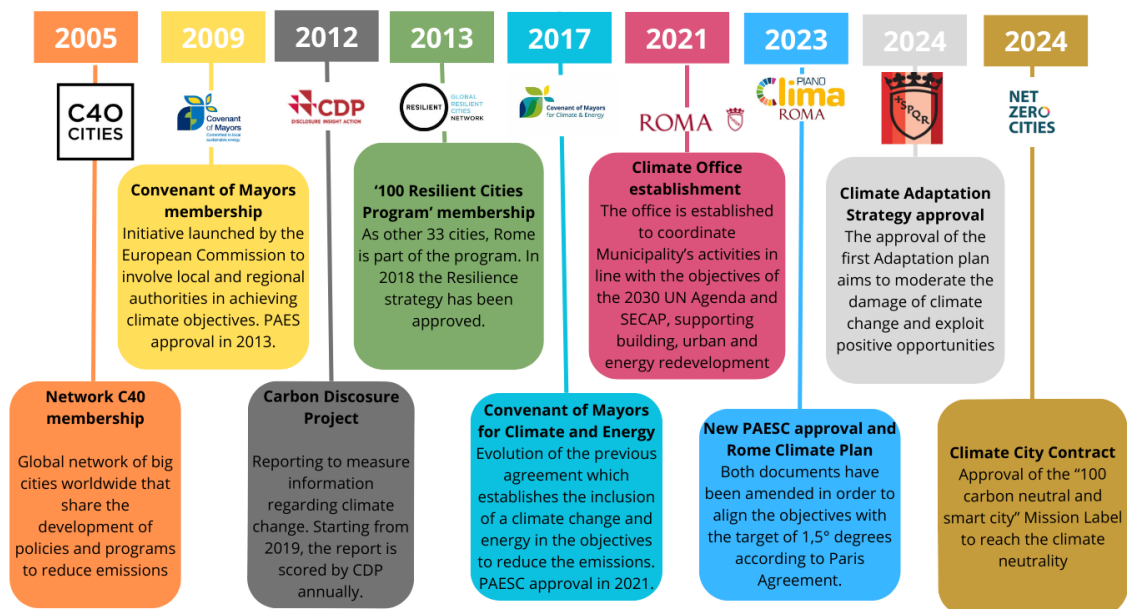 2005
2009
2012
2013
2017
2021
2023
2024
2024
C40
CITIES
Covenant
of Mayors
Committed to local
sustainable energy
CDP
DISCLOSURE INSIGHT ACTION
RESILIENT
GLOBAL
RESILIENT
CITIES
NETWORK
Covenant of Mayors
for Climate & Energy
ROMA
PIANO
Clima
ROMA
SPQR
NET
ZERO
CITIES
Convenant of Mayors
membership
Initiative launched by the
European Commission to
involve local and regional
authorities in achieving
climate objectives. PAES
approval in 2013.
‘100 Resilient Cities
Program’ membership
As other 33 cities, Rome
is part of the program. In
2018 the Resilience
strategy has been
approved.
Climate Office
establishment
The office is established
to coordinate
Municipality’s activities in
line with the objectives of
the 2030 UN Agenda and
SECAP, supporting
building, urban and
energy redevelopment
Climate Adaptation
Strategy approval
The approval of the
first Adaptation plan
aims to moderate the
damage of climate
change and exploit
positive opportunities
Network C40
membership
Global network of big
cities worldwide that
share the
development of
policies and programs
to reduce emissions
Carbon Discosure
Project
Reporting to measure
information
regarding climate
change. Starting from
2019, the report is
scored by CDP
annually.
Convenant of Mayors
for Climate and Energy
Evolution of the previous
agreement which
establishes the inclusion
of a climate change and
energy in the objectives
to reduce the emissions.
PAESC approval in 2021.
New PAESC approval and
Rome Climate Plan
Both documents have
been amended in order to
align the objectives with
the target of 1,5° degrees
according to Paris
Agreement.
Climate City Contract
Approval of the “100
carbon neutral and
smart city” Mission Label
to reach the climate
neutrality